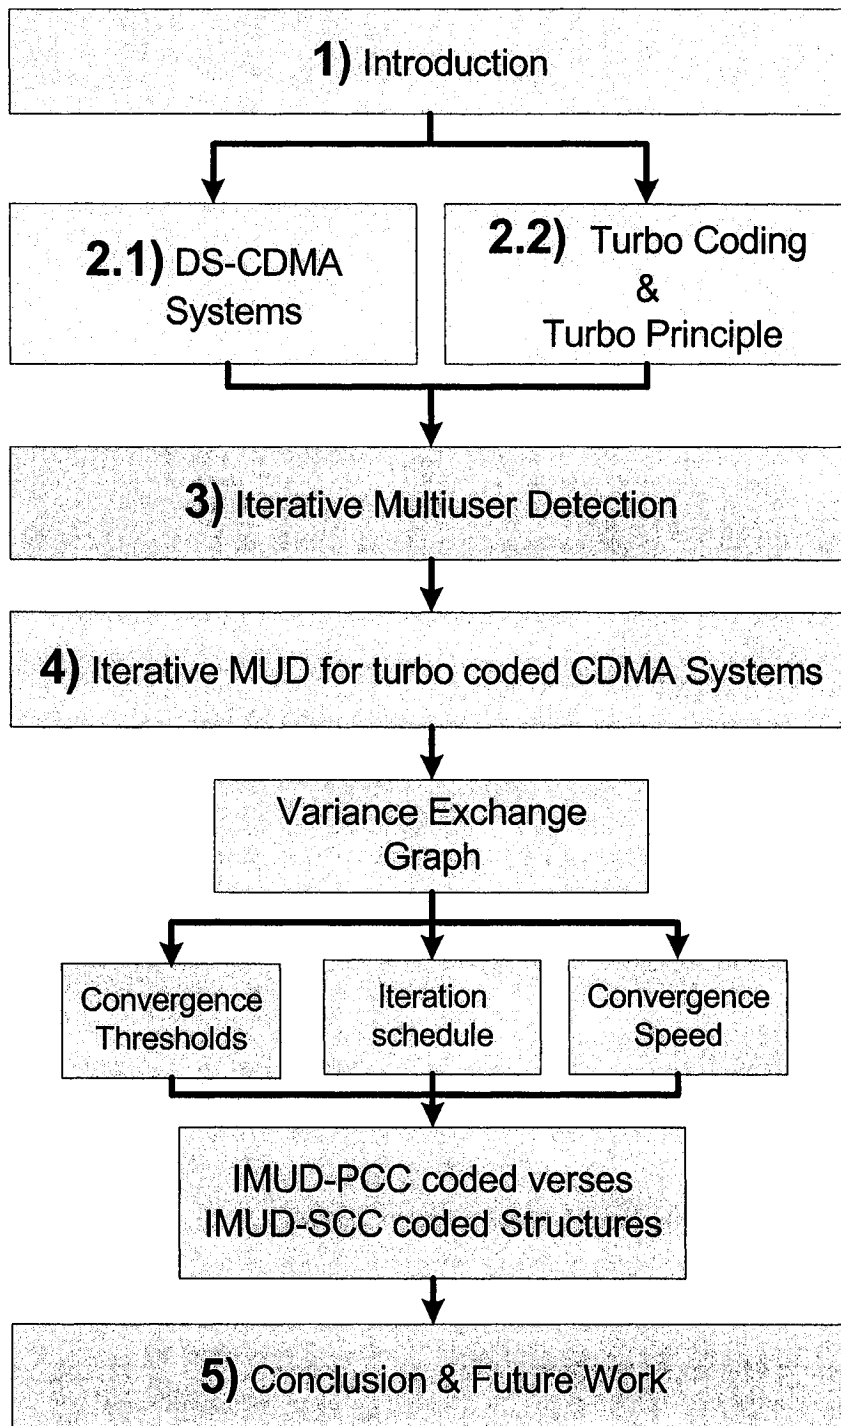 1) Introduction
2.1) DS-CDMA
Systems
2.2) Turbo Coding
&
Turbo Principle
3) Iterative Multiuser Detection
4) Iterative MUD for turbo coded CDMA Systems
Variance Exchange
Graph
Convergence
Thresholds
Iteration
schedule
Convergence
Speed
IMUD-PCC coded verses
IMUD-SCC coded Structures
5) Conclusion & Future Work